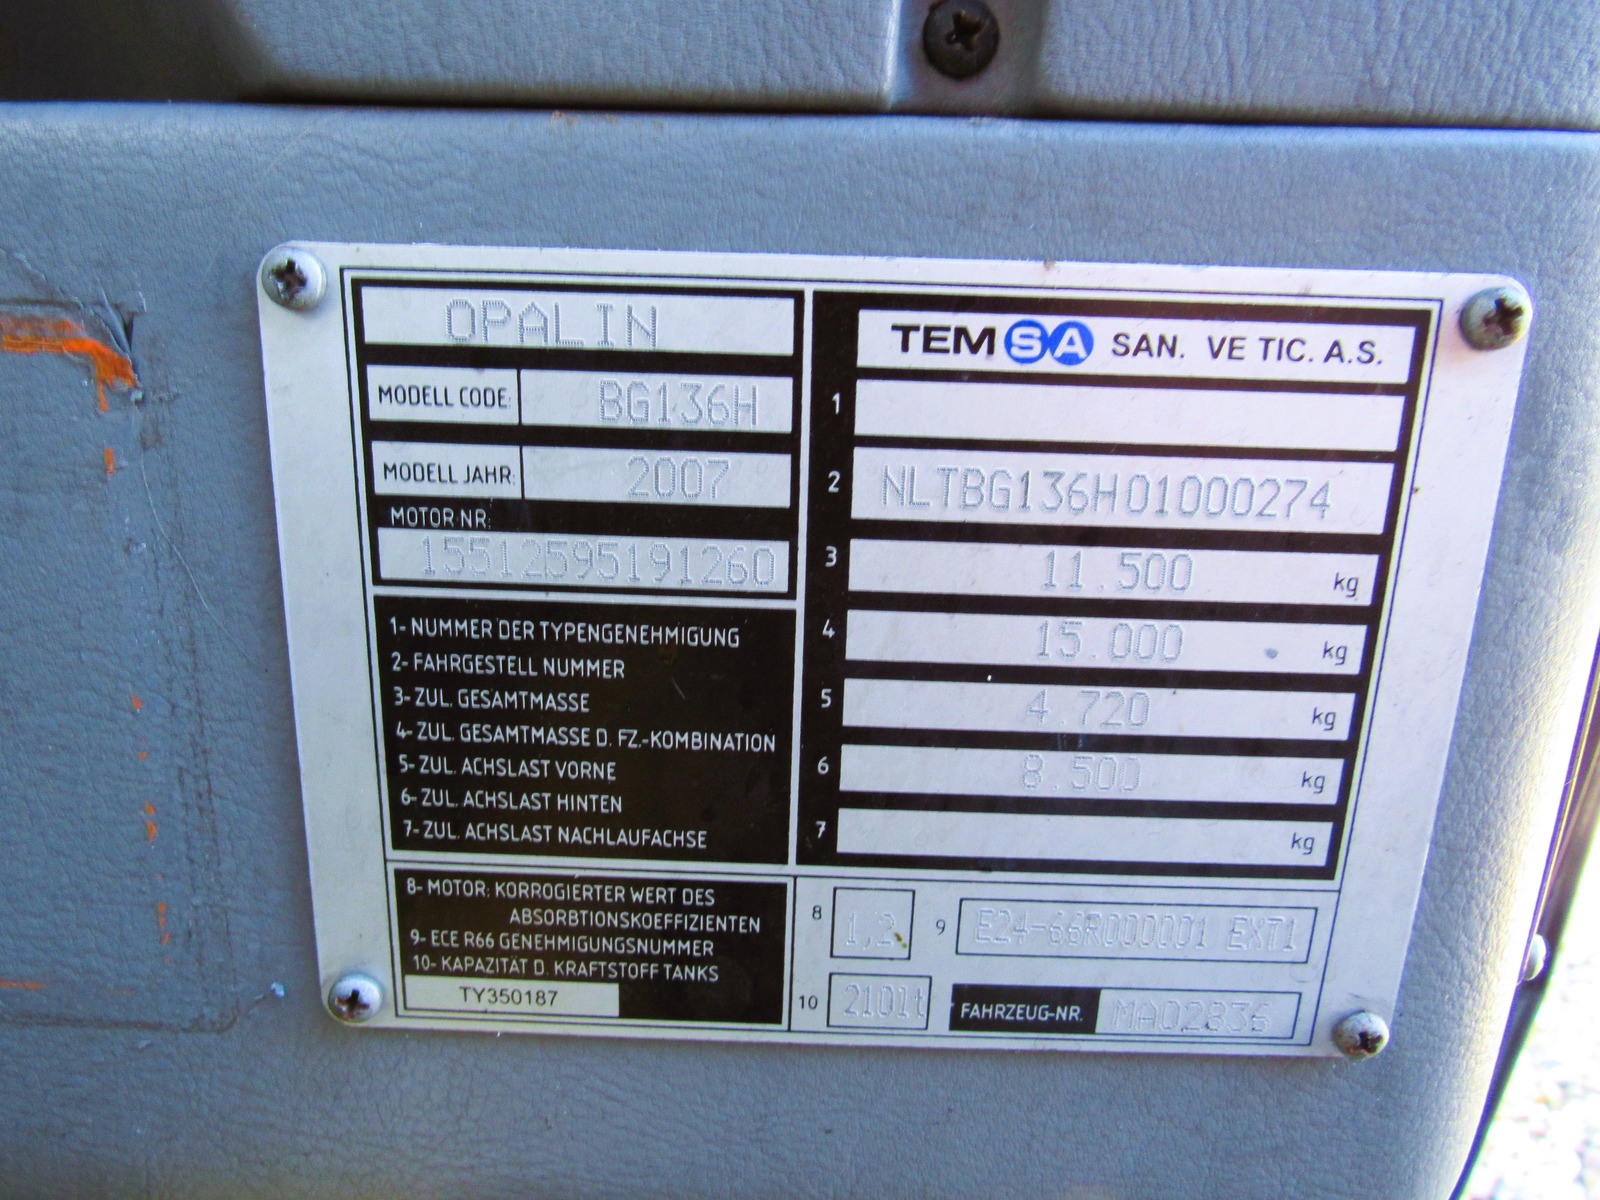 OPALIN
MODELL CODE: BG136H
MODELL JAHR: 2007
MOTOR NR:
15512595191260
1- NUMMER DER TYPENGENEHMIGUNG
2- FAHRGESTELL NUMMER
3- ZUL. GESAMTMASSE
4- ZUL. GESAMTMASSE D. FZ.-KOMBINATION
5- ZUL. ACHSLAST VORNE
6- ZUL. ACHSLAST HINTEN
7- ZUL. ACHSLAST NACHLAUFACHSE
8- MOTOR: KORROGIERTER WERT DES
ABSORBTIONSKOEFFIZIENTEN
9- ECE R66 GENEHMIGUNGSNUMMER
10- KAPAZITÄT D. KRAFTSTOFF TANKS
TY350187
TEMSA SAN. VE TIC. A.S.
1
2 NLTBG136H01000274
3 11.500 kg
4 15.000 kg
5 4.720 kg
6 8.500 kg
7 kg
8 1,2 9 E24-66R000001 EXT1
10 210lt FAHRZEUG-NR. MA02836